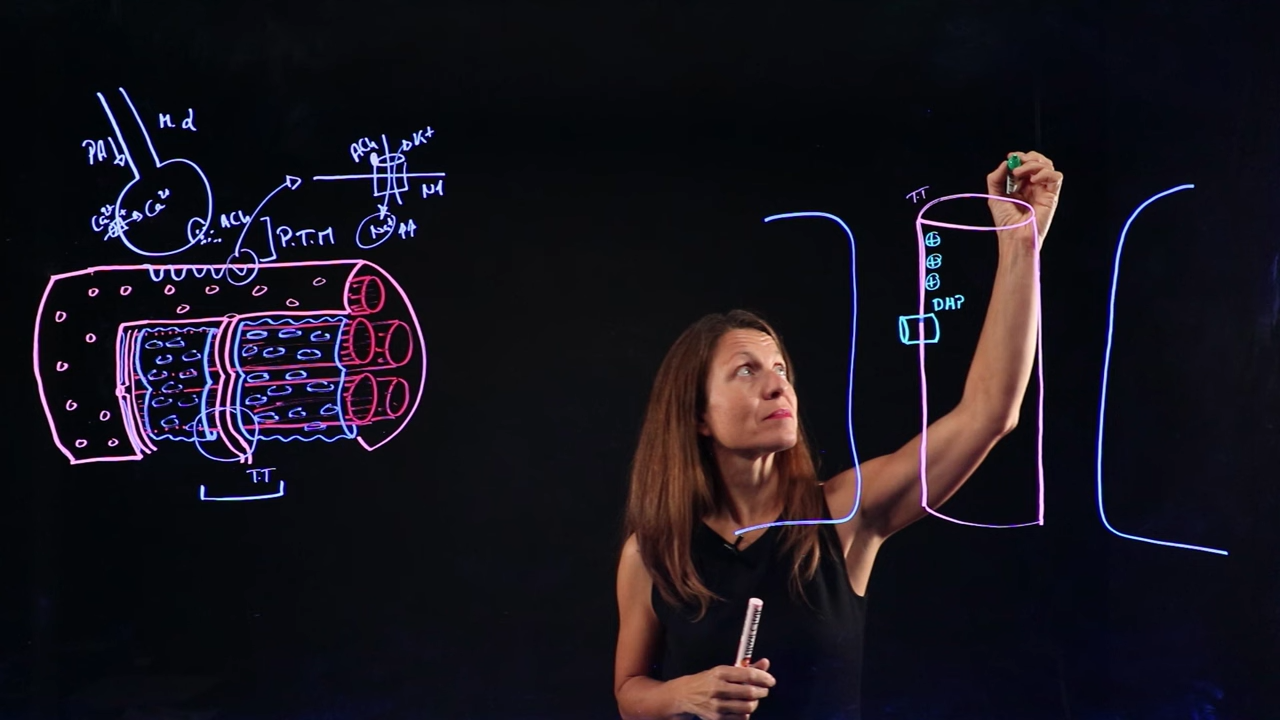 M.d
PA
ACh
K+
Ca²⁺
Ca²⁺
ACh
Na+
PA
P.T.M
T.T
T.T
DHP